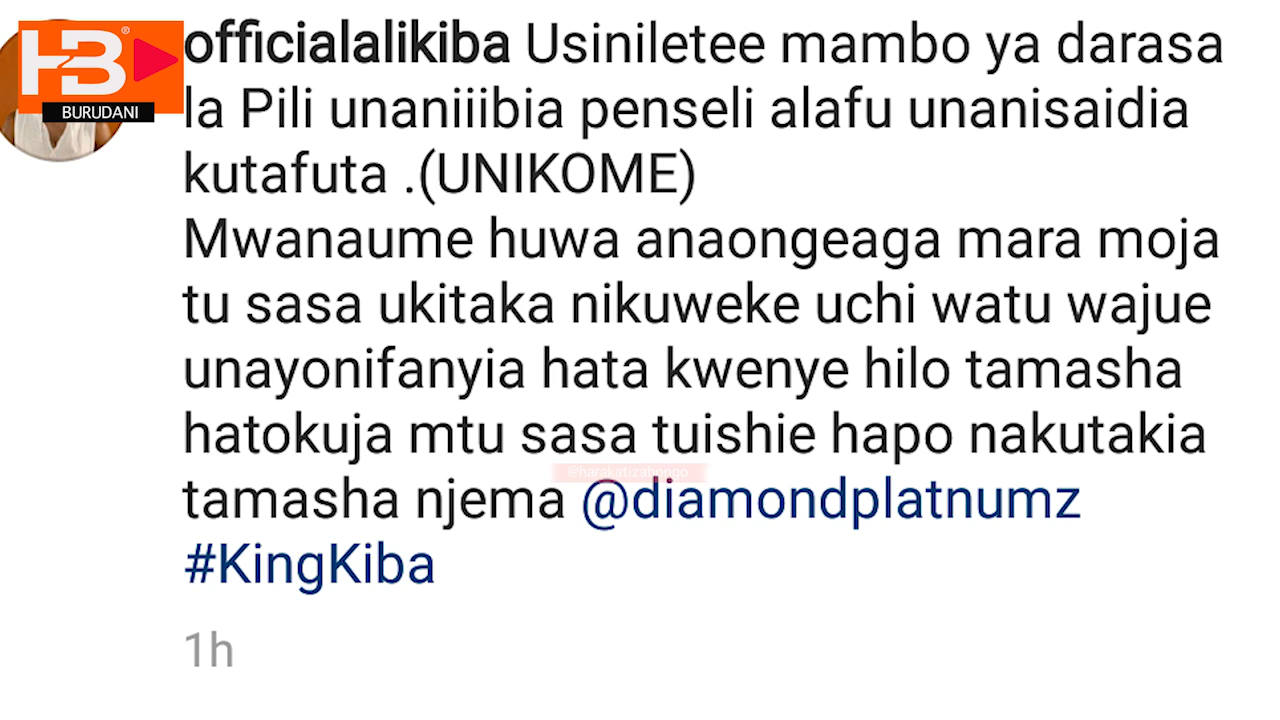 HB®
BURUDANI
officialalikiba Usiniletee mambo ya darasa
la Pili unaniiibia penseli alafu unanisaidia
kutafuta .(UNIKOME)
Mwanaume huwa anaongeaga mara moja
tu sasa ukitaka nikuweke uchi watu wajue
unayonifanyia hata kwenye hilo tamasha
hatokuja mtu sasa tuishie hapo nakutakia
@harakatizabongo
tamasha njema @diamondplatnumz
#KingKiba
1h